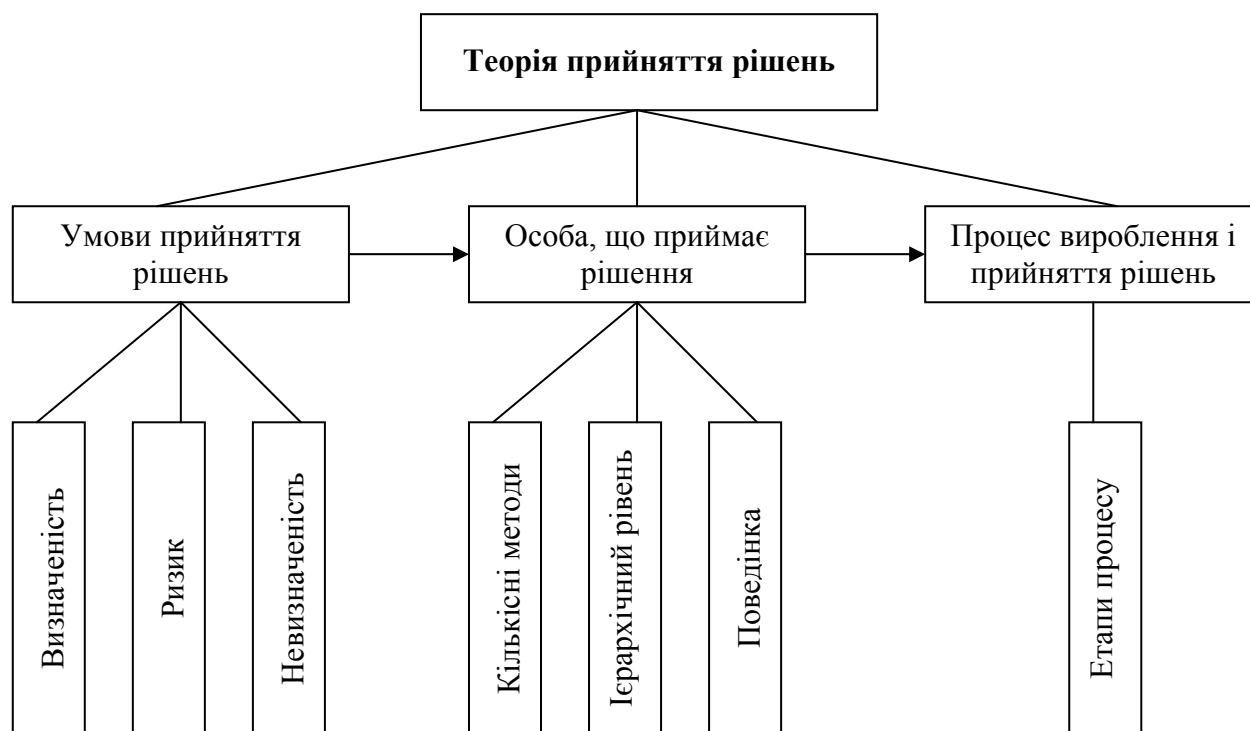 Теорія прийняття рішень
Умови прийняття
рішень
Особа, що приймає
рішення
Процес вироблення і
прийняття рішень
Визначеність
Ризик
Невизначеність
Кількісні методи
Ієрархічний рівень
Поведінка
Етапи процесу